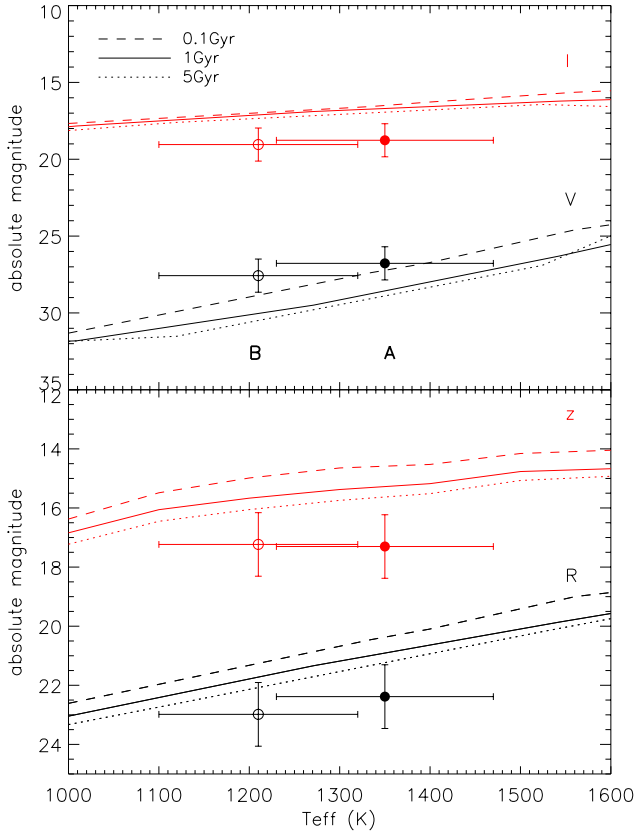 10
0.1Gyr
1Gyr
I
5Gyr
15
absolute magnitude
20
V
25
30
B A
35
12
z
14
16
absolute magnitude
18
R
20
22
24
1000 1100 1200 1300 1400 1500 1600
Teff (K)